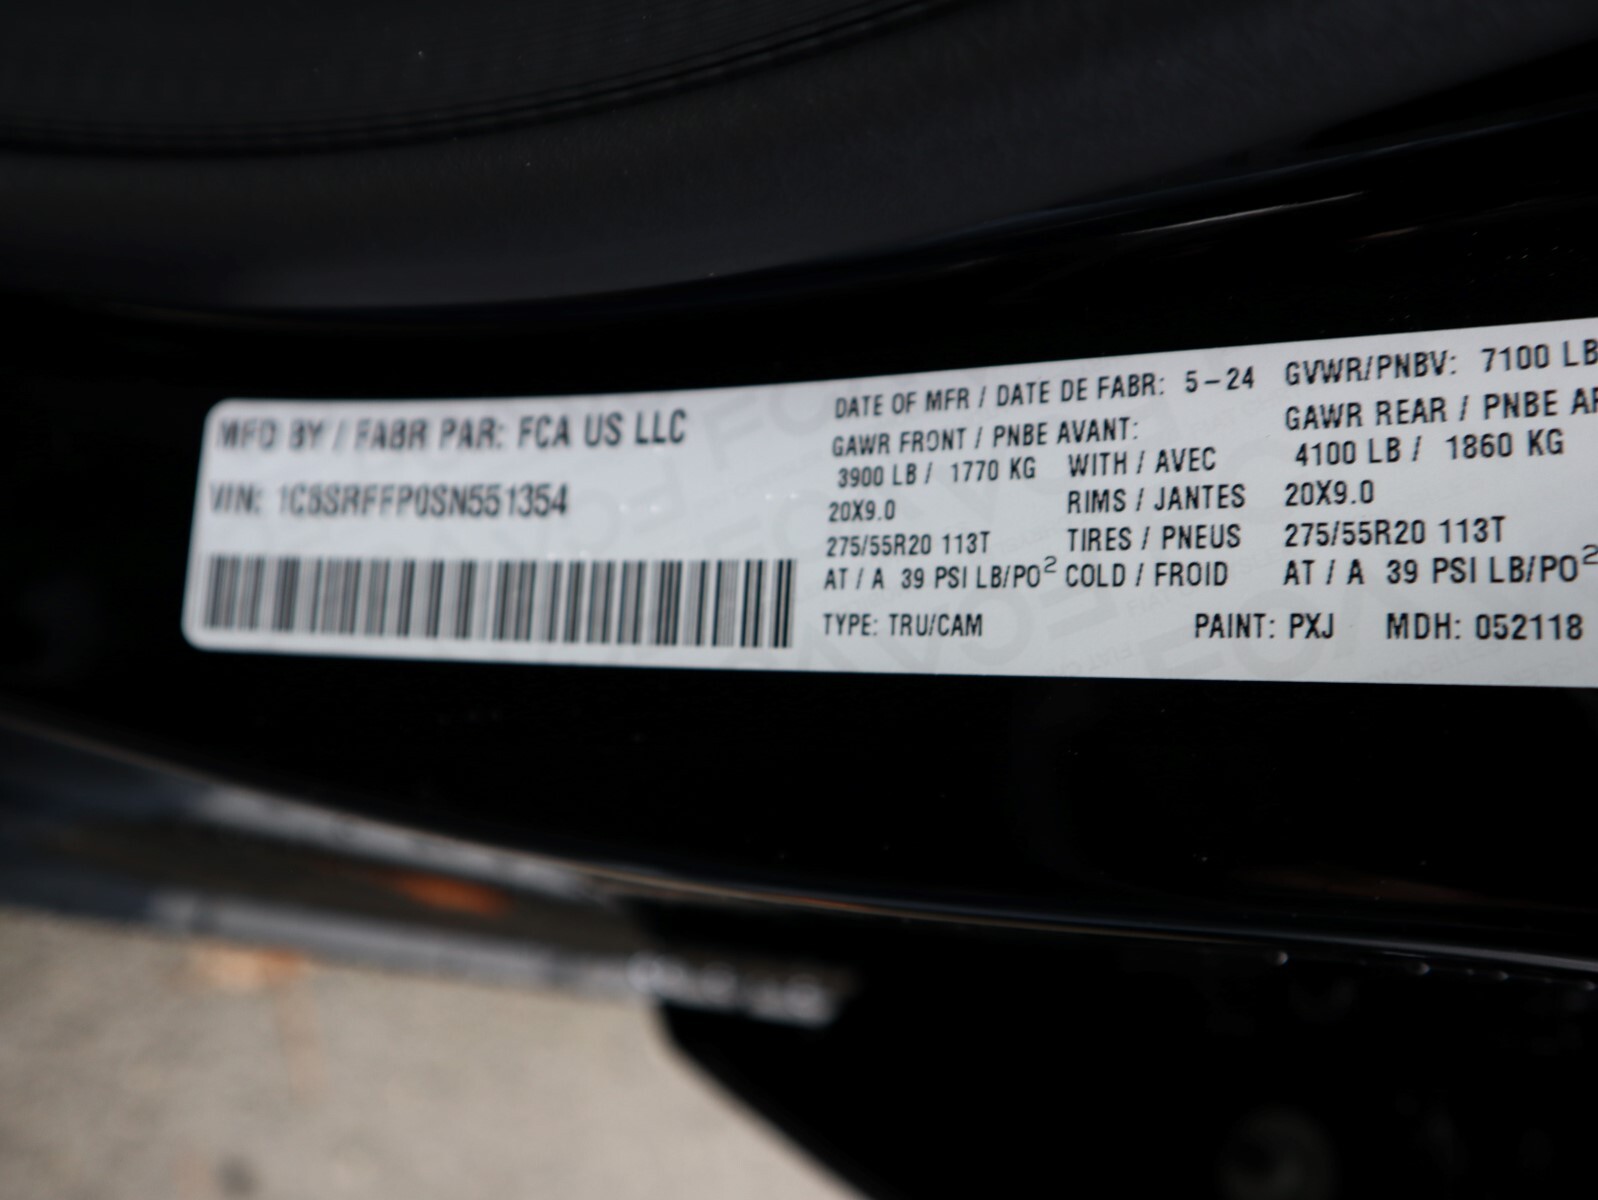 MFD BY / FABR PAR: FCA US LLC
VIN: 1C6SRFFP0SN551354
DATE OF MFR / DATE DE FABR: 5-24
GVWR/PNBV: 7100 LB
GAWR FRONT / PNBE AVANT:
GAWR REAR / PNBE AR
3900 LB / 1770 KG WITH / AVEC 4100 LB / 1860 KG
20X9.0 RIMS / JANTES 20X9.0
275/55R20 113T TIRES / PNEUS 275/55R20 113T
AT / A 39 PSI LB/PO² COLD / FROID AT / A 39 PSI LB/PO²
TYPE: TRU/CAM PAINT: PXJ MDH: 052118